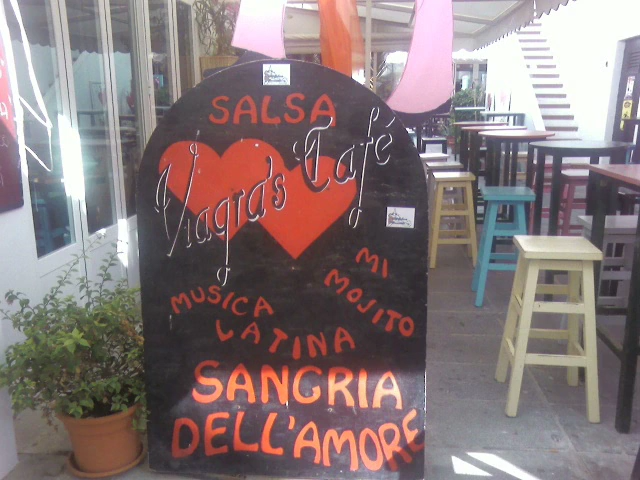 SALSA
Viagra's Café
MI
MOJITO
MUSICA
LATINA
SANGRIA
DELL'AMORE